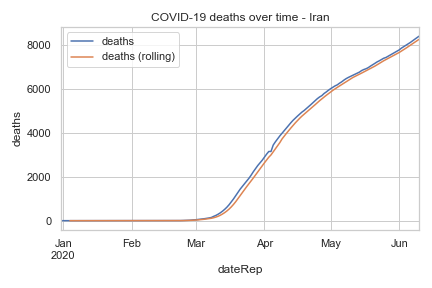 COVID-19 deaths over time - Iran
deaths
deaths (rolling)
deaths
8000
6000
4000
2000
0
Jan Feb Mar Apr May Jun
2020
dateRep